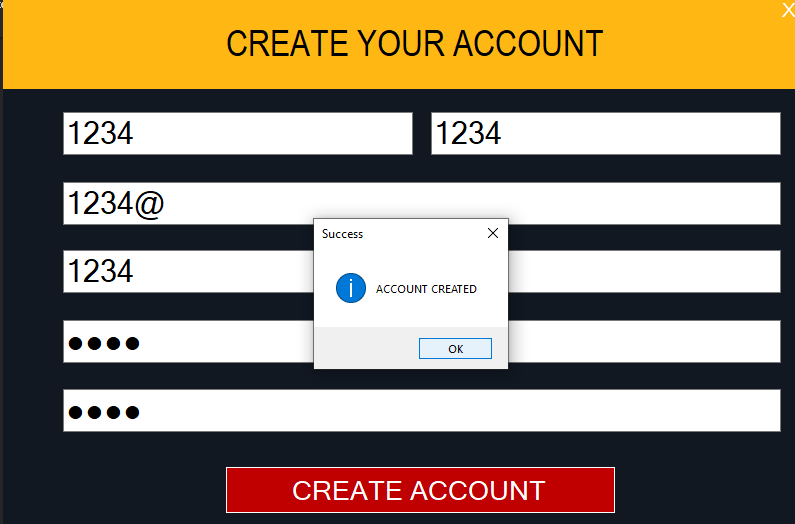 X
CREATE YOUR ACCOUNT
1234 1234
1234@
Success
1234
ACCOUNT CREATED
●●●●
OK
●●●●
CREATE ACCOUNT